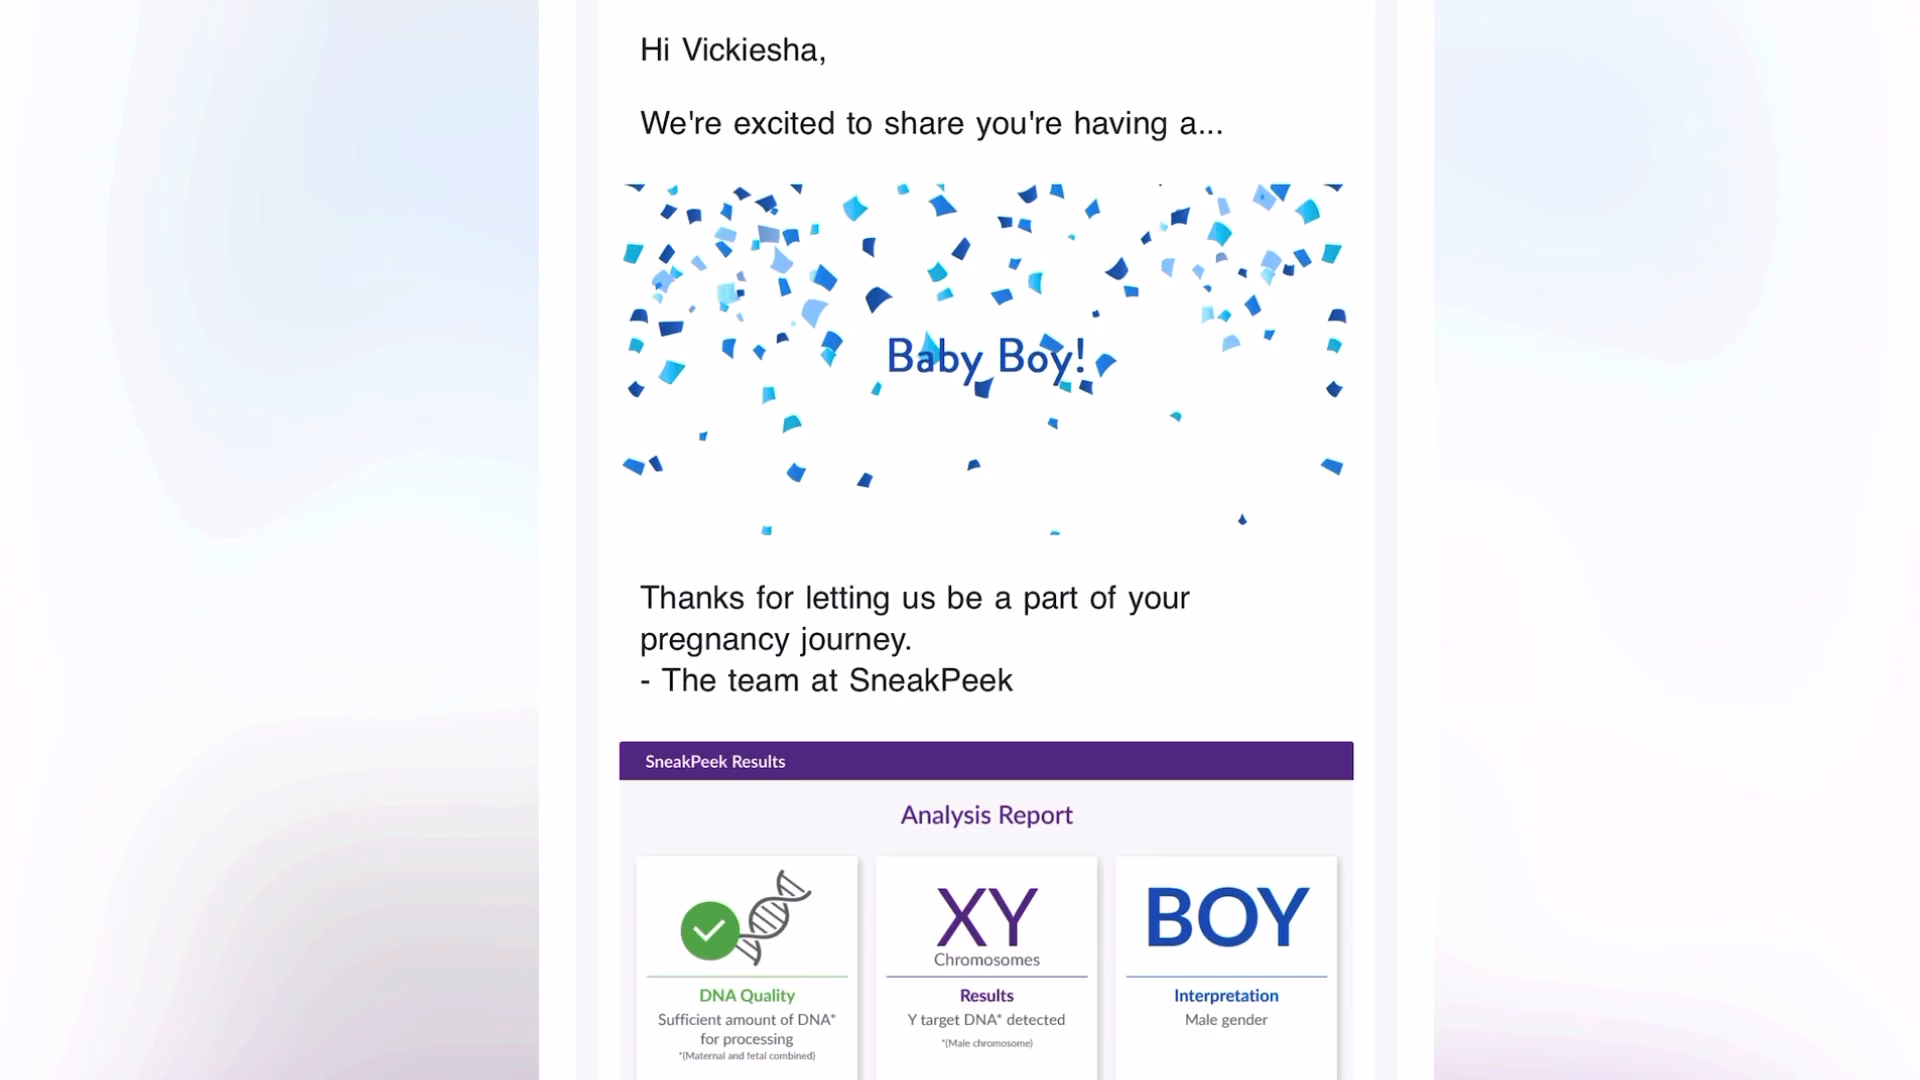 Hi Vickiesha,
We're excited to share you're having a...
Baby Boy!
Thanks for letting us be a part of your
pregnancy journey.
- The team at SneakPeek
SneakPeek Results
Analysis Report
XY
Chromosomes
BOY
DNA Quality
Sufficient amount of DNA*
for processing
*(Maternal and fetal combined)
Results
Y target DNA* detected
*(Male chromosome)
Interpretation
Male gender